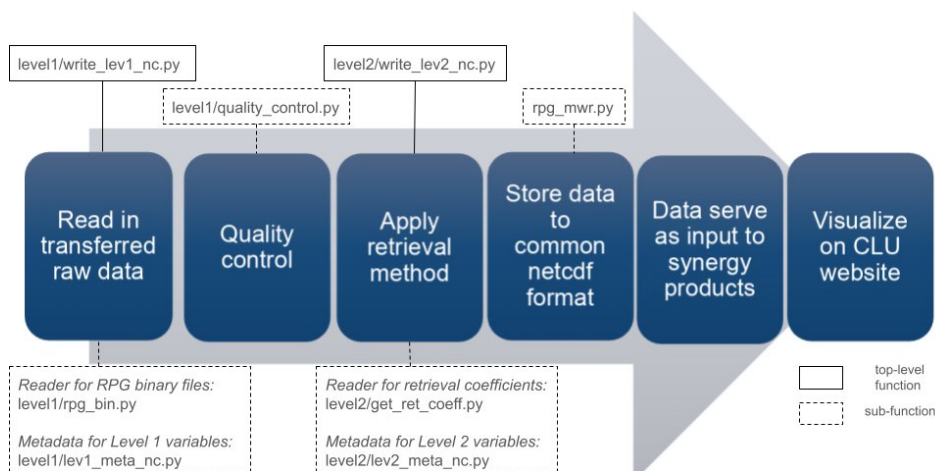 level1/write_lev1_nc.py
level2/write_lev2_nc.py
level1/quality_control.py
rpg_mwr.py
Read in
transferred
raw data
Quality
control
Apply
retrieval
method
Store data
to
common
netcdf
format
Data serve
as input to
synergy
products
Visualize
on CLU
website
Reader for RPG binary files:
level1/rpg_bin.py
Metadata for Level 1 variables:
level1/lev1_meta_nc.py
Reader for retrieval coefficients:
level2/get_ret_coeff.py
Metadata for Level 2 variables:
level2/lev2_meta_nc.py
top-level
function
sub-function